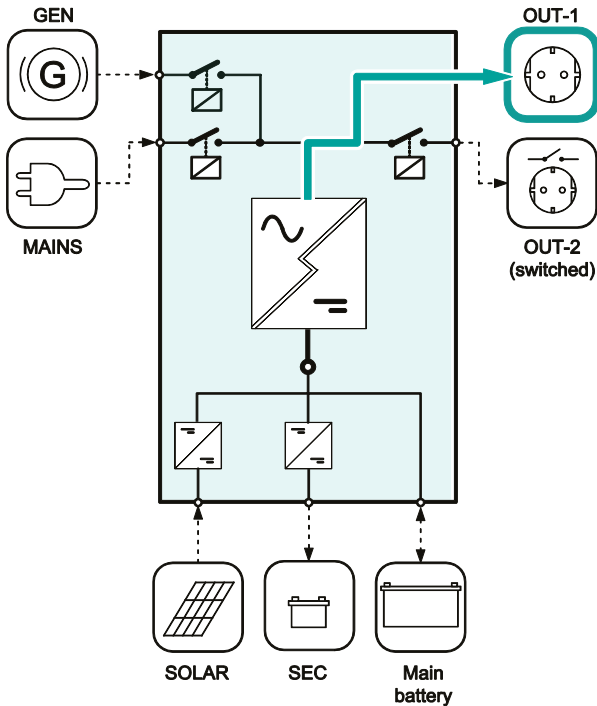 GEN
OUT-1
G
MAINS
OUT-2
(switched)
SOLAR
SEC
Main
battery